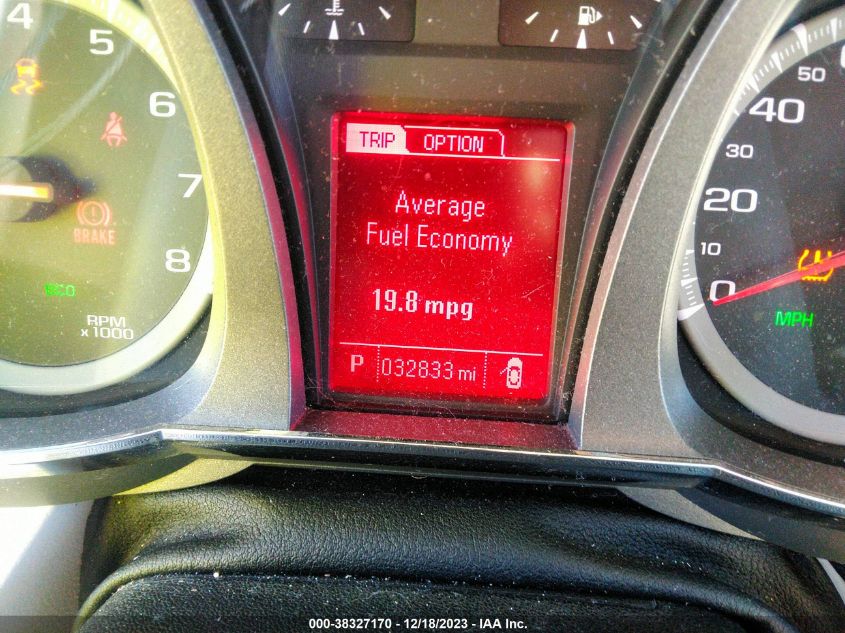 4
5
6
7
8
BRAKE
ECO
RPM
x1000
TRIP OPTION
Average
Fuel Economy
19.8 mpg
P 032833 mi
50
40
30
20
10
0
MPH
000-38327170 - 12/18/2023 - IAA Inc.